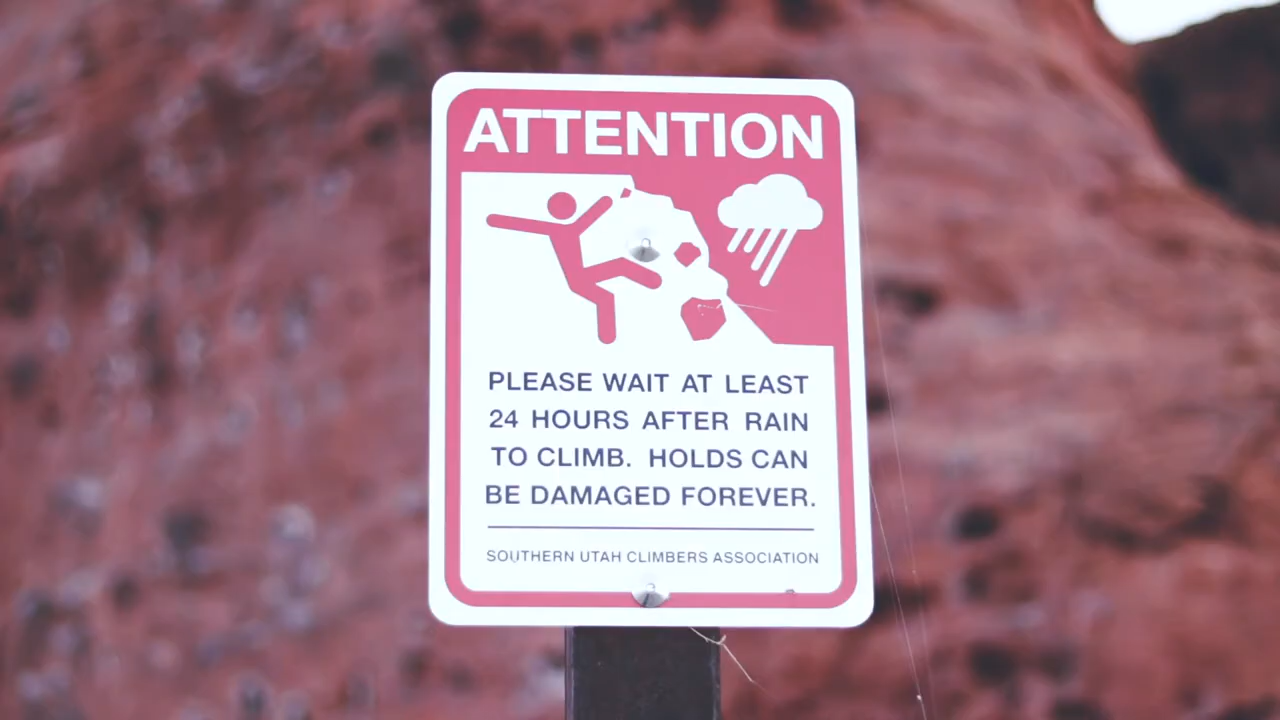 ATTENTION
PLEASE WAIT AT LEAST
24 HOURS AFTER RAIN
TO CLIMB. HOLDS CAN
BE DAMAGED FOREVER.
SOUTHERN UTAH CLIMBERS ASSOCIATION